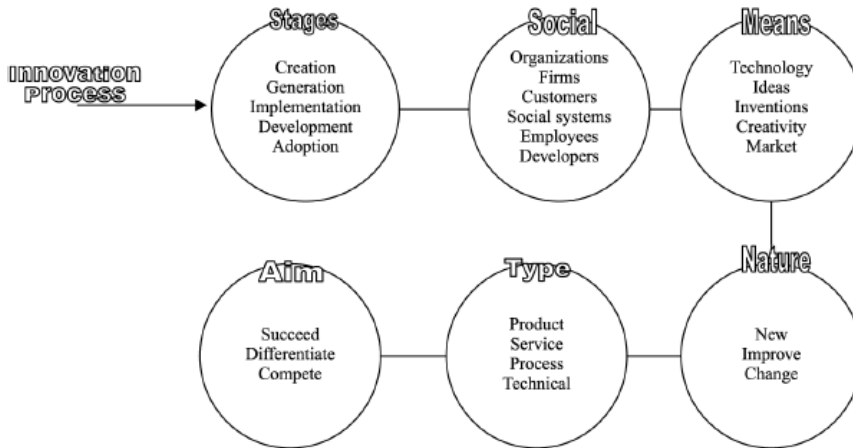 Innovation
Process
Stages
Creation
Generation
Implementation
Development
Adoption
Social
Organizations
Firms
Customers
Social systems
Employees
Developers
Means
Technology
Ideas
Inventions
Creativity
Market
Nature
New
Improve
Change
Type
Product
Service
Process
Technical
Aim
Succeed
Differentiate
Compete